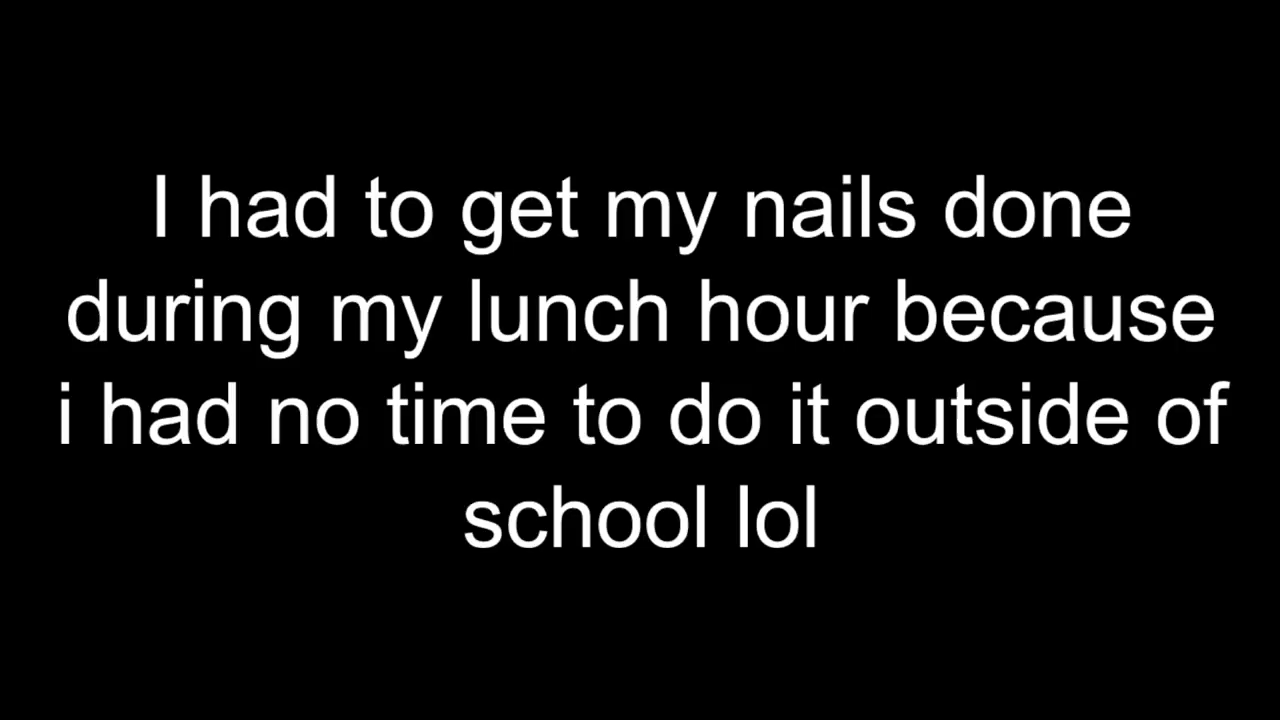 I had to get my nails done
during my lunch hour because
i had no time to do it outside of
school lol